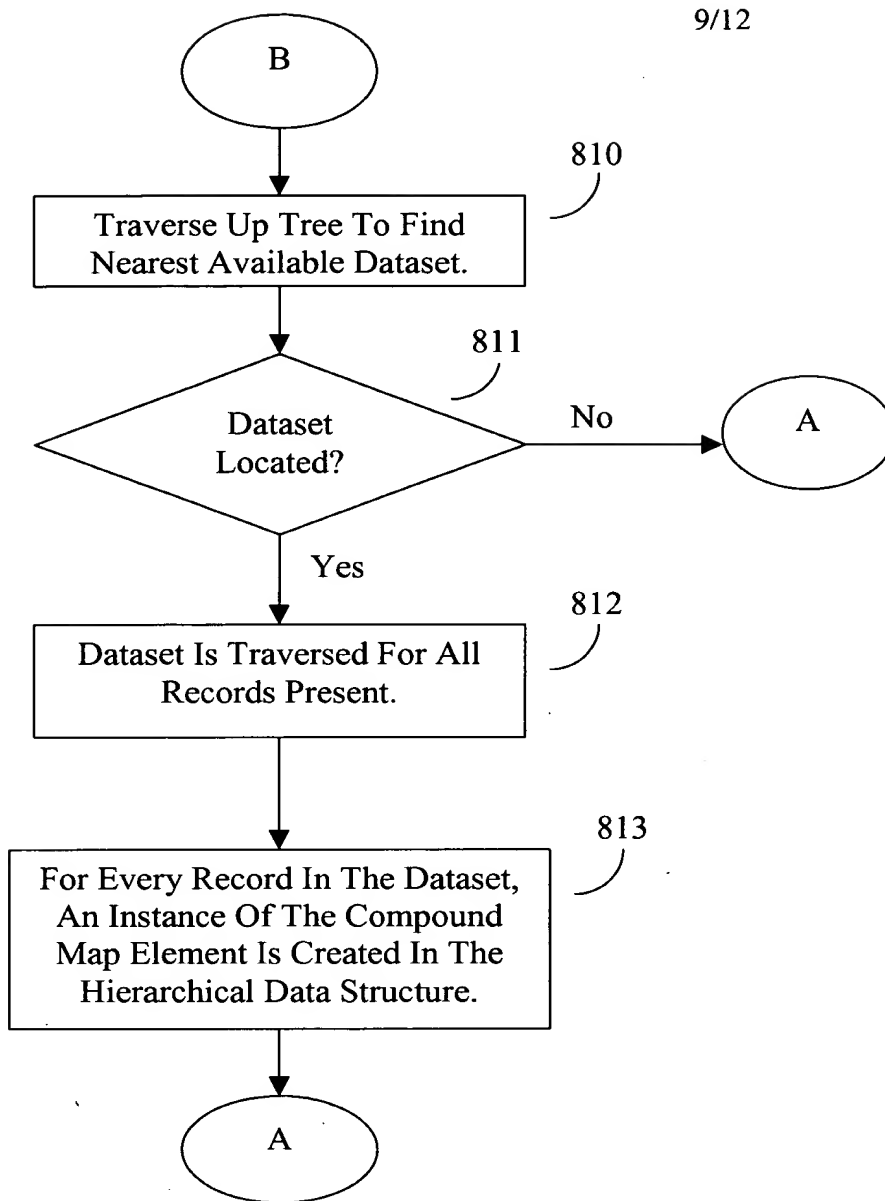 9/12
B
810
Traverse Up Tree To Find
Nearest Available Dataset.
811
Dataset
Located?
No
A
Yes
812
Dataset Is Traversed For All
Records Present.
813
For Every Record In The Dataset,
An Instance Of The Compound
Map Element Is Created In The
Hierarchical Data Structure.
A